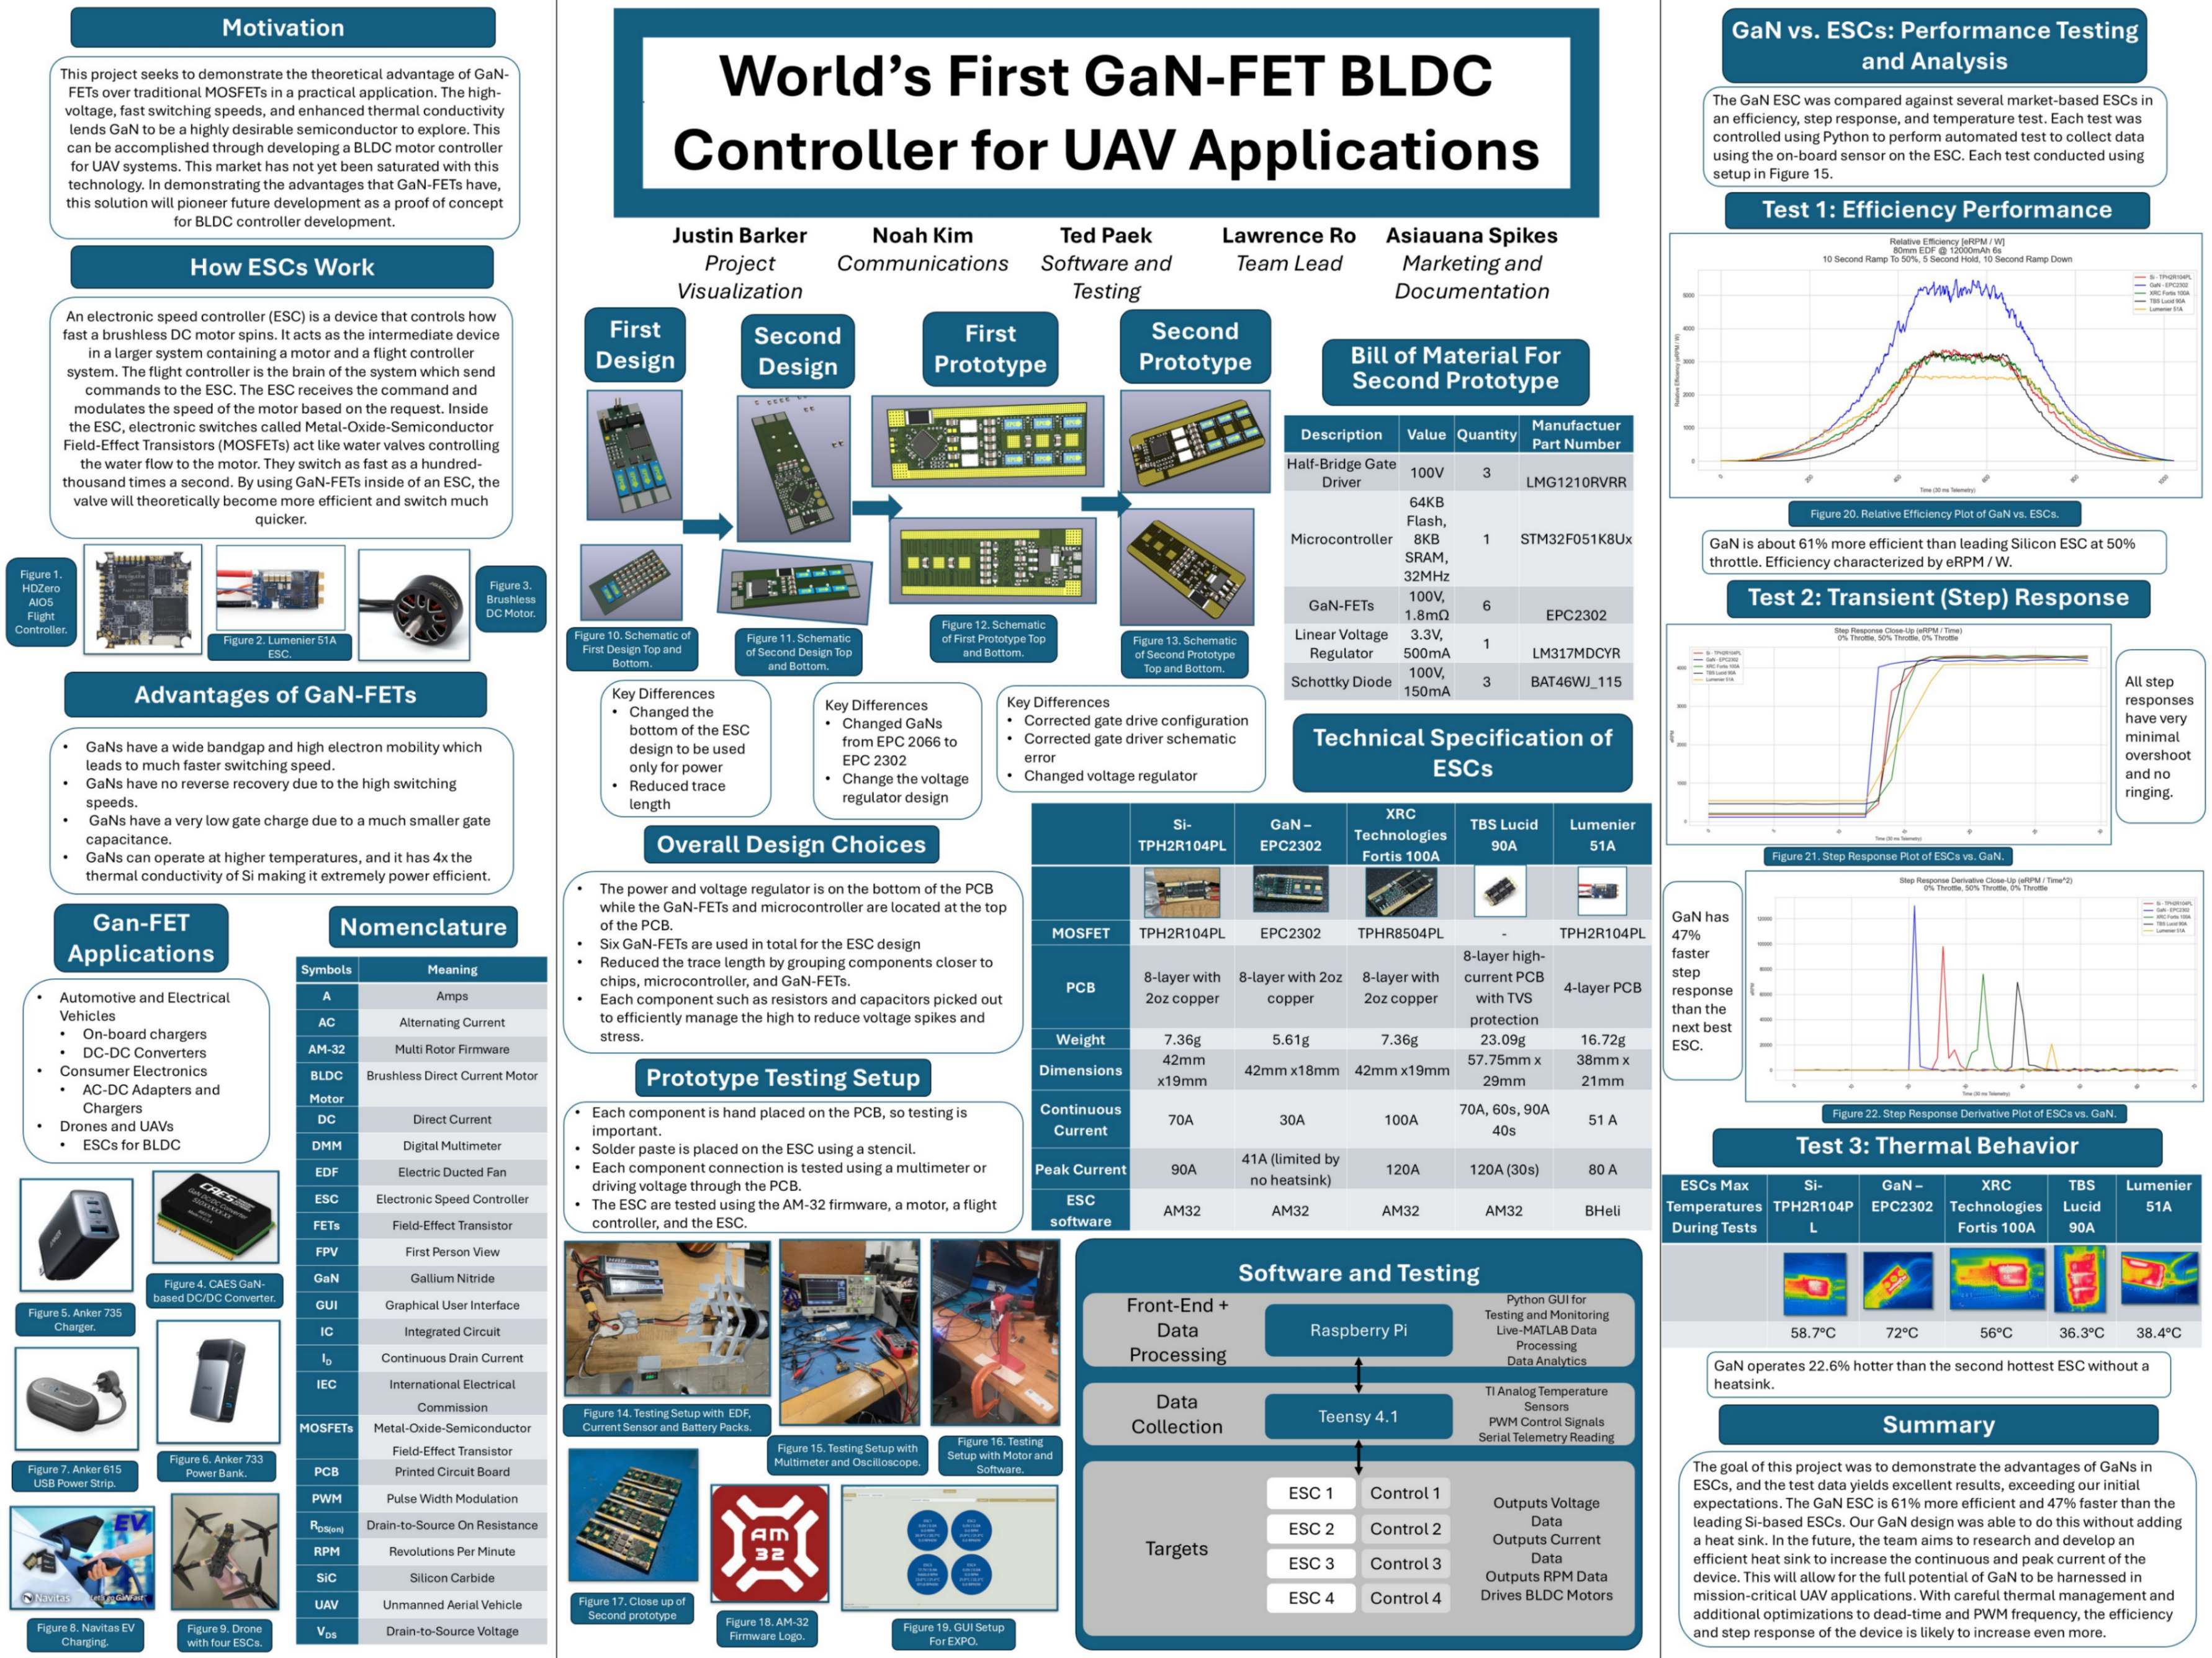 Motivation
This project seeks to demonstrate the theoretical advantage of GaN-
FETs over traditional MOSFETs in a practical application. The high-
voltage, fast switching speeds, and enhanced thermal conductivity
lends GaN to be a highly desirable semiconductor to explore. This
can be accomplished through developing a BLDC motor controller
for UAV systems. This market has not yet been saturated with this
technology. In demonstrating the advantages that GaN-FETs have,
this solution will pioneer future development as a proof of concept
for BLDC controller development.
How ESCs Work
An electronic speed controller (ESC) is a device that controls how
fast a brushless DC motor spins. It acts as the intermediate device
in a larger system containing a motor and a flight controller
system. The flight controller is the brain of the system which send
commands to the ESC. The ESC receives the command and
modulates the speed of the motor based on the request. Inside
the ESC, electronic switches called Metal-Oxide-Semiconductor
Field-Effect Transistors (MOSFETs) act like water valves controlling
the water flow to the motor. They switch as fast as a hundred-
thousand times a second. By using GaN-FETs inside of an ESC, the
valve will theoretically become more efficient and switch much
quicker.
Figure 1.
HDZero
AIO5
Flight
Controller.
Figure 2. Lumenier 51A
ESC.
Figure 3.
Brushless
DC Motor.
Advantages of GaN-FETs
• GaNs have a wide bandgap and high electron mobility which
leads to much faster switching speed.
• GaNs have no reverse recovery due to the high switching
speeds.
• GaNs have a very low gate charge due to a much smaller gate
capacitance.
• GaNs can operate at higher temperatures, and it has 4x the
thermal conductivity of Si making it extremely power efficient.
Gan-FET
Applications
• Automotive and Electrical
Vehicles
• On-board chargers
• DC-DC Converters
• Consumer Electronics
• AC-DC Adapters and
Chargers
• Drones and UAVs
• ESCs for BLDC
Figure 5. Anker 735
Charger.
CAES
Figure 4. CAES GaN-
based DC/DC Converter.
Figure 7. Anker 615
USB Power Strip.
Figure 6. Anker 733
Power Bank.
EV
Navitas
GaNFast
Figure 8. Navitas EV
Charging.
Figure 9. Drone
with four ESCs.
Nomenclature
Symbols Meaning
A Amps
AC Alternating Current
AM-32 Multi Rotor Firmware
BLDC Brushless Direct Current Motor
Motor
DC Direct Current
DMM Digital Multimeter
EDF Electric Ducted Fan
ESC Electronic Speed Controller
FETs Field-Effect Transistor
FPV First Person View
GaN Gallium Nitride
GUI Graphical User Interface
IC Integrated Circuit
ID Continuous Drain Current
IEC International Electrical
Commission
MOSFETs Metal-Oxide-Semiconductor
Field-Effect Transistor
PCB Printed Circuit Board
PWM Pulse Width Modulation
RDS(on) Drain-to-Source On Resistance
RPM Revolutions Per Minute
SiC Silicon Carbide
UAV Unmanned Aerial Vehicle
VDS Drain-to-Source Voltage
World's First GaN-FET BLDC
Controller for UAV Applications
Justin Barker Noah Kim Ted Paek Lawrence Ro Asiauana Spikes
Project Communications Software and Team Lead Marketing and
Visualization Testing Documentation
First
Design
Second
Design
First
Prototype
Second
Prototype
Figure 10. Schematic of
First Design Top and
Bottom.
Figure 11. Schematic
of Second Design Top
and Bottom.
Figure 12. Schematic
of First Prototype Top
and Bottom.
Figure 13. Schematic
of Second Prototype
Top and Bottom.
Key Differences
• Changed the
bottom of the ESC
design to be used
only for power
• Reduced trace
length
Key Differences
• Changed GaNs
from EPC 2066 to
EPC 2302
• Change the voltage
regulator design
Key Differences
• Corrected gate drive configuration
• Corrected gate driver schematic
error
• Changed voltage regulator
Bill of Material For
Second Prototype
Description Value Quantity Manufactuer
Part Number
Half-Bridge Gate
Driver 100V 3 LMG1210RVRR
Microcontroller 64KB
Flash,
8KB
SRAM,
32MHz 1 STM32F051K8Ux
GaN-FETs 100V,
1.8mΩ 6 EPC2302
Linear Voltage
Regulator 3.3V,
500mA 1 LM317MDCYR
Schottky Diode 100V,
150mA 3 BAT46WJ_115
Overall Design Choices
• The power and voltage regulator is on the bottom of the PCB
while the GaN-FETs and microcontroller are located at the top
of the PCB.
• Six GaN-FETs are used in total for the ESC design
• Reduced the trace length by grouping components closer to
chips, microcontroller, and GaN-FETs.
• Each component such as resistors and capacitors picked out
to efficiently manage the high to reduce voltage spikes and
stress.
Prototype Testing Setup
• Each component is hand placed on the PCB, so testing is
important.
• Solder paste is placed on the ESC using a stencil.
• Each component connection is tested using a multimeter or
driving voltage through the PCB.
• The ESC are tested using the AM-32 firmware, a motor, a flight
controller, and the ESC.
Figure 14. Testing Setup with EDF,
Current Sensor and Battery Packs.
Figure 15. Testing Setup with
Multimeter and Oscilloscope.
Figure 16. Testing
Setup with Motor and
Software.
Figure 17. Close up of
Second prototype
AM
32
Figure 18. AM-32
Firmware Logo.
Figure 19. GUI Setup
For EXPO.
Technical Specification of
ESCs
Si-
TPH2R104PL GaN –
EPC2302 XRC
Technologies
Fortis 100A TBS Lucid
90A Lumenier
51A
MOSFET TPH2R104PL EPC2302 TPHR8504PL - TPH2R104PL
PCB 8-layer with
2oz copper 8-layer with 2oz
copper 8-layer with
2oz copper 8-layer high-
current PCB
with TVS
protection 4-layer PCB
Weight 7.36g 5.61g 7.36g 23.09g 16.72g
Dimensions 42mm
x19mm 42mm x18mm 42mm x19mm 57.75mm x
29mm 38mm x
21mm
Continuous
Current 70A 30A 100A 70A, 60s, 90A
40s 51 A
Peak Current 90A 41A (limited by
no heatsink) 120A 120A (30s) 80 A
ESC
software AM32 AM32 AM32 AM32 BHeli
Software and Testing
Front-End +
Data
Processing
Raspberry Pi
Python GUI for
Testing and Monitoring
Live-MATLAB Data
Processing
Data Analytics
Data
Collection
Teensy 4.1
TI Analog Temperature
Sensors
PWM Control Signals
Serial Telemetry Reading
Targets
ESC 1 Control 1
ESC 2 Control 2
ESC 3 Control 3
ESC 4 Control 4
Outputs Voltage
Data
Outputs Current
Data
Outputs RPM Data
Drives BLDC Motors
GaN vs. ESCs: Performance Testing
and Analysis
The GaN ESC was compared against several market-based ESCs in
an efficiency, step response, and temperature test. Each test was
controlled using Python to perform automated test to collect data
using the on-board sensor on the ESC. Each test conducted using
setup in Figure 15.
Test 1: Efficiency Performance
Relative Efficiency [eRPM / W]
80mm EDF @ 12000mAh 6s
10 Second Ramp To 50%, 5 Second Hold, 10 Second Ramp Down
Si - TPH2R104PL
GaN - EPC2302
XRC Fortis 100A
TBS Lucid 90A
Lumenier 51A
Relative Efficiency (eRPM / W)
5000
4000
3000
2000
1000
0
0 200 400 600 800 1000
Time (30 ms Telemetry)
Figure 20. Relative Efficiency Plot of GaN vs. ESCs.
GaN is about 61% more efficient than leading Silicon ESC at 50%
throttle. Efficiency characterized by eRPM / W.
Test 2: Transient (Step) Response
Step Response Close-Up (eRPM / Time)
0% Throttle, 50% Throttle, 0% Throttle
Si - TPH2R104PL
GaN - EPC2302
XRC Fortis 100A
TBS Lucid 90A
Lumenier 51A
eRPM
Time (30 ms Telemetry)
All step
responses
have very
minimal
overshoot
and no
ringing.
Figure 21. Step Response Plot of ESCs vs. GaN.
GaN has
47%
faster
step
response
than the
next best
ESC.
Step Response Derivative Close-Up (eRPM / Time^2)
0% Throttle, 50% Throttle, 0% Throttle
Si - TPH2R104PL
GaN - EPC2302
XRC Fortis 100A
TBS Lucid 90A
Lumenier 51A
Time (30 ms Telemetry)
Figure 22. Step Response Derivative Plot of ESCs vs. GaN.
Test 3: Thermal Behavior
ESCs Max
Temperatures
During Tests Si-
TPH2R104P
L GaN –
EPC2302 XRC
Technologies
Fortis 100A TBS
Lucid
90A Lumenier
51A
58.7°C 72°C 56°C 36.3°C 38.4°C
GaN operates 22.6% hotter than the second hottest ESC without a
heatsink.
Summary
The goal of this project was to demonstrate the advantages of GaNs in
ESCs, and the test data yields excellent results, exceeding our initial
expectations. The GaN ESC is 61% more efficient and 47% faster than the
leading Si-based ESCs. Our GaN design was able to do this without adding
a heat sink. In the future, the team aims to research and develop an
efficient heat sink to increase the continuous and peak current of the
device. This will allow for the full potential of GaN to be harnessed in
mission-critical UAV applications. With careful thermal management and
additional optimizations to dead-time and PWM frequency, the efficiency
and step response of the device is likely to increase even more.